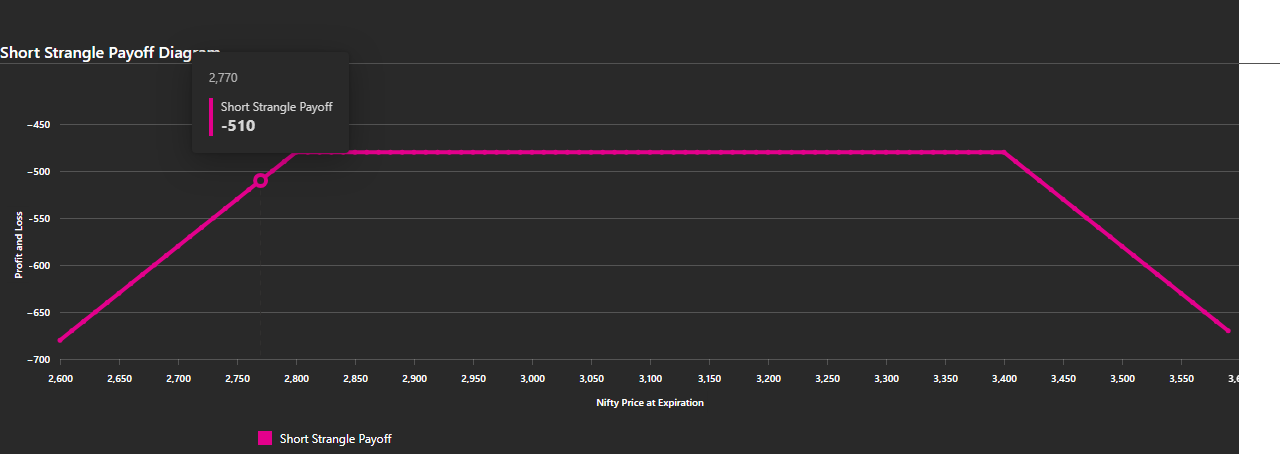 Short Strangle Payoff Diagram
2,770
Short Strangle Payoff
-510
−450
−500
−550
−600
−650
−700
Profit and Loss
2,600 2,650 2,700 2,750 2,800 2,850 2,900 2,950 3,000 3,050 3,100 3,150 3,200 3,250 3,300 3,350 3,400 3,450 3,500 3,550
Nifty Price at Expiration
Short Strangle Payoff